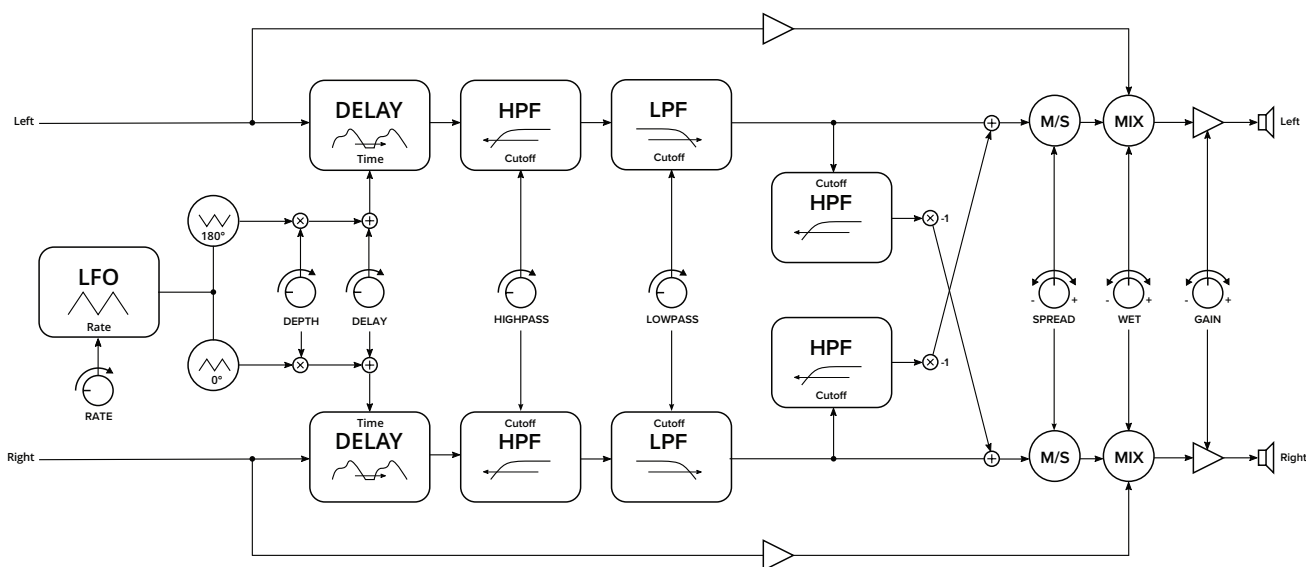 Left
DELAY
Time
HPF
Cutoff
LPF
Cutoff
M/S
MIX
Left
Cutoff
HPF
-1
180°
LFO
Rate
0°
DEPTH
DELAY
HIGHPASS
LOWPASS
- +
SPREAD
- +
WET
- +
GAIN
HPF
Cutoff
-1
RATE
Right
Time
DELAY
Cutoff
HPF
Cutoff
LPF
M/S
MIX
Right